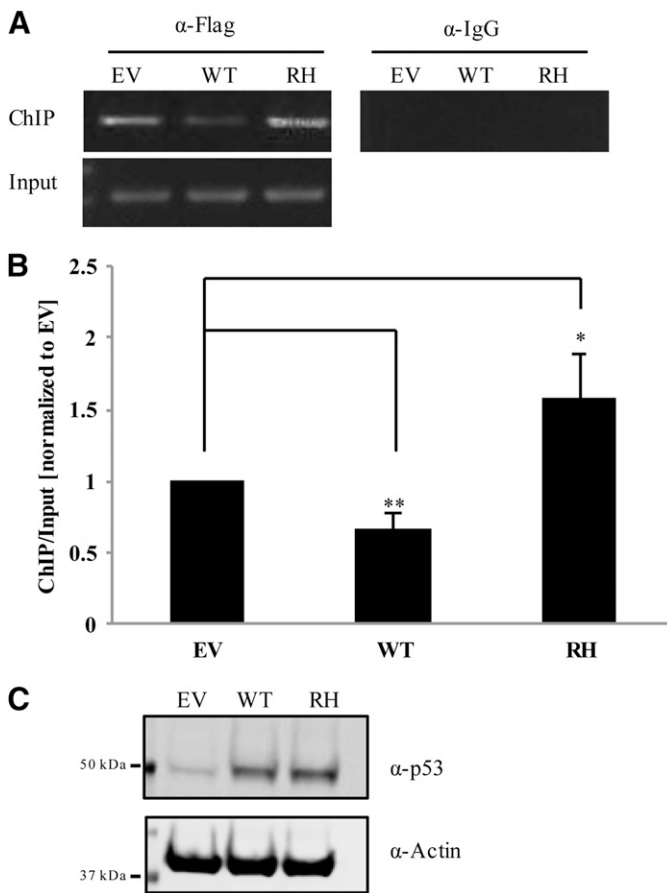 A
α-Flag
α-IgG
EV WT RH
EV WT RH
ChIP
Input
B
ChIP/Input [normalized to EV]
2.5
2
1.5
1
0.5
0
*
**
EV WT RH
C
EV WT RH
50 kDa
α-p53
α-Actin
37 kDa